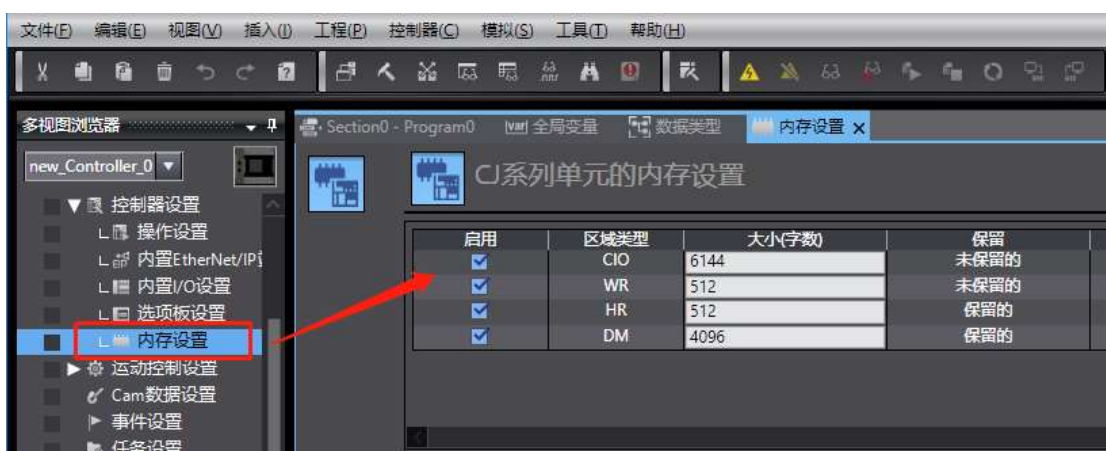 文件(F) 编辑(E) 视图(V) 插入(I) 工程(P) 控制器(C) 模拟(S) 工具(T) 帮助(H)
多视图浏览器
new_Controller_0
控制器设置
操作设置
内置EtherNet/IP
内置I/O设置
选项板设置
内存设置
运动控制设置
Cam数据设置
事件设置
任务设置
Section0 - Program0 var 全局变量 数据类型 内存设置
CJ系列单元的内存设置
启用 区域类型 大小(字数) 保留
CIO 6144 未保留的
WR 512 未保留的
HR 512 保留的
DM 4096 保留的